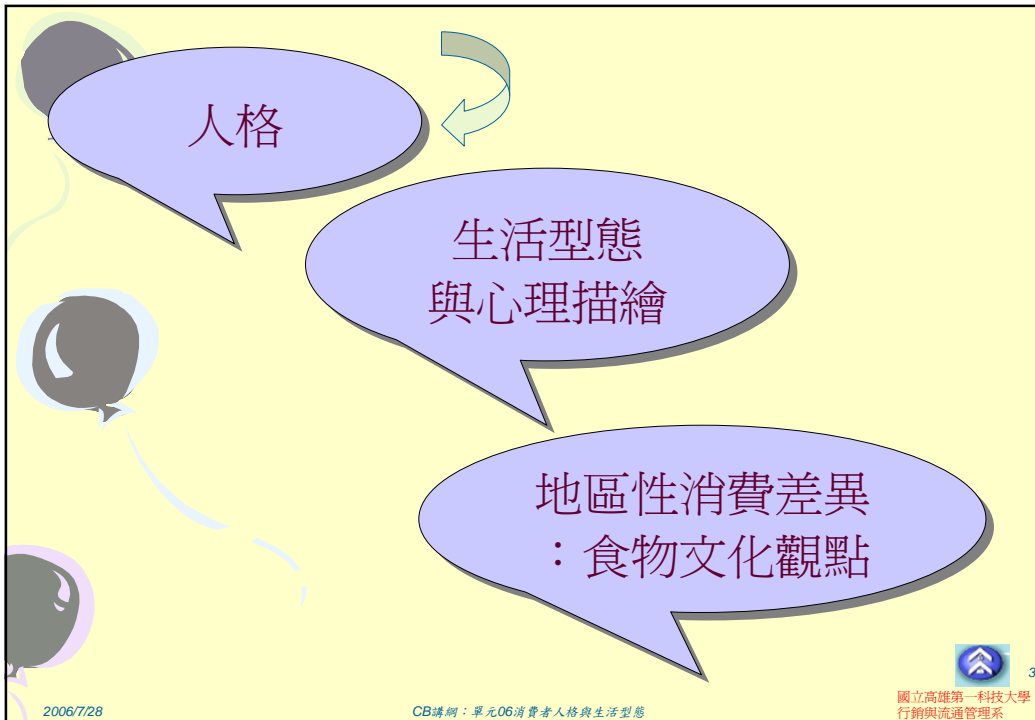 人格
生活型態
與心理描繪
地區性消費差異
：食物文化觀點
3
2006/7/28
CB講綱：單元06消費者人格與生活型態
國立高雄第一科技大學
行銷與流通管理系